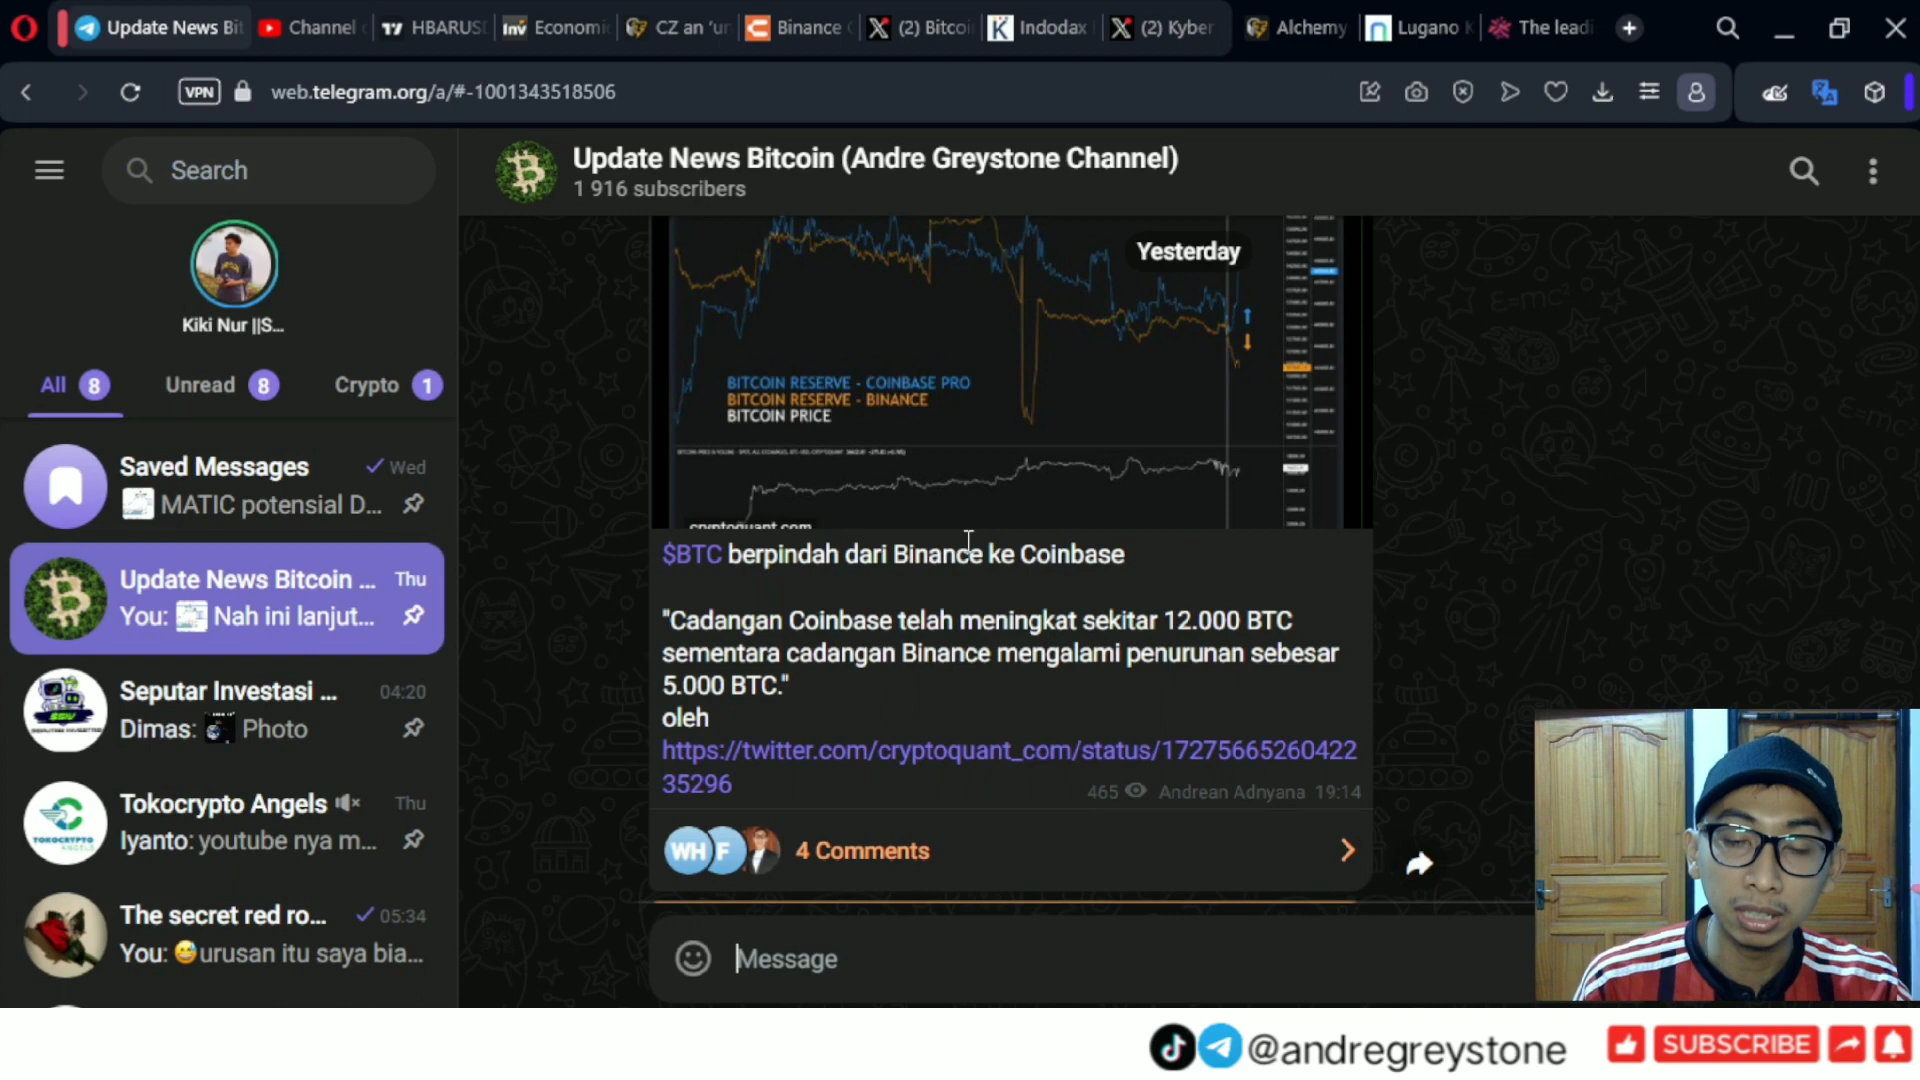 Update News Bit
Channel
HBARUS
Inv Economi
CZ an 'un
Binance
(2) Bitcoi
Indodax
(2) Kyber
Alchemy
Lugano
The leadi
VPN
web.telegram.org/a/#-1001343518506
Search
Update News Bitcoin (Andre Greystone Channel)
1 916 subscribers
Kiki Nur ||S...
All 8
Unread 8
Crypto 1
Saved Messages
Wed
MATIC potensial D...
Update News Bitcoin ...
Thu
You: Nah ini lanjut...
Seputar Investasi ...
04:20
Dimas: Photo
Tokocrypto Angels
Thu
Iyanto: youtube nya m...
The secret red ro...
05:34
You: 😅urusan itu saya bia...
Yesterday
BITCOIN RESERVE - COINBASE PRO
BITCOIN RESERVE - BINANCE
BITCOIN PRICE
cryptoquant.com
$BTC berpindah dari Binance ke Coinbase
"Cadangan Coinbase telah meningkat sekitar 12.000 BTC
sementara cadangan Binance mengalami penurunan sebesar
5.000 BTC."
oleh
https://twitter.com/cryptoquant_com/status/17275665260422
35296
465
Andrean Adnyana 19:14
WH F
4 Comments
Message
@andregreystone
SUBSCRIBE